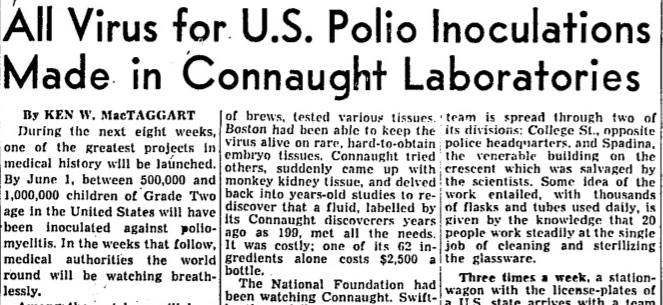 All Virus for U.S. Polio Inoculations
Made in Connaught Laboratories
By KEN W. MacTAGGART
During the next eight weeks,
one of the greatest projects in
medical history will be launched.
By June 1, between 500,000 and
1,000,000 children of Grade Two
age in the United States will have
been inoculated against polio-
myelitis. In the weeks that follow,
medical authorities the world
round will be watching breath-
lessly.
of brews, tested various tissues.
Boston had been able to keep the
virus alive on rare, hard-to-obtain
embryo tissues. Connaught tried
others, suddenly came up with
monkey kidney tissue, and delved
back into years-old studies to re-
discover that a fluid, labelled by
its Connaught discoverers years
ago as 199, met all the needs.
It was costly; one of its 62 in-
gredients alone costs $2,500 a
bottle.
The National Foundation had
been watching Connaught. Swift-
team is spread through two of
its divisions: College St., opposite
police headquarters, and Spadina,
the venerable building on the
crescent which was salvaged by
the scientists. Some idea of the
work entailed, with thousands
of flasks and tubes used daily, is
given by the knowledge that 20
people work steadily at the single
job of cleaning and sterilizing
the glassware.
Three times a week, a station-
wagon with the license-plates of
a U.S. state arrives with a team